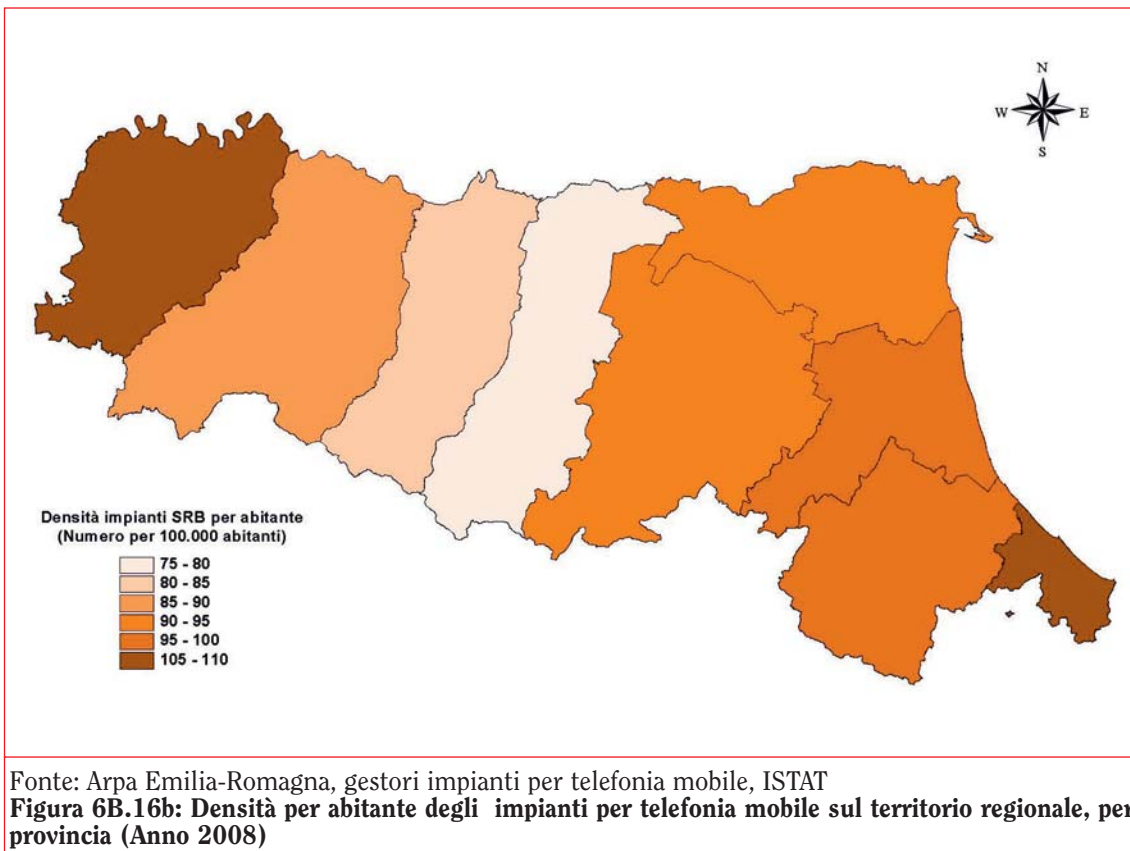 N
W E
S
Densità impianti SRB per abitante
(Numero per 100.000 abitanti)
75 - 80
80 - 85
85 - 90
90 - 95
95 - 100
105 - 110
Fonte: Arpa Emilia-Romagna, gestori impianti per telefonia mobile, ISTAT
Figura 6B.16b: Densità per abitante degli impianti per telefonia mobile sul territorio regionale, per
provincia (Anno 2008)